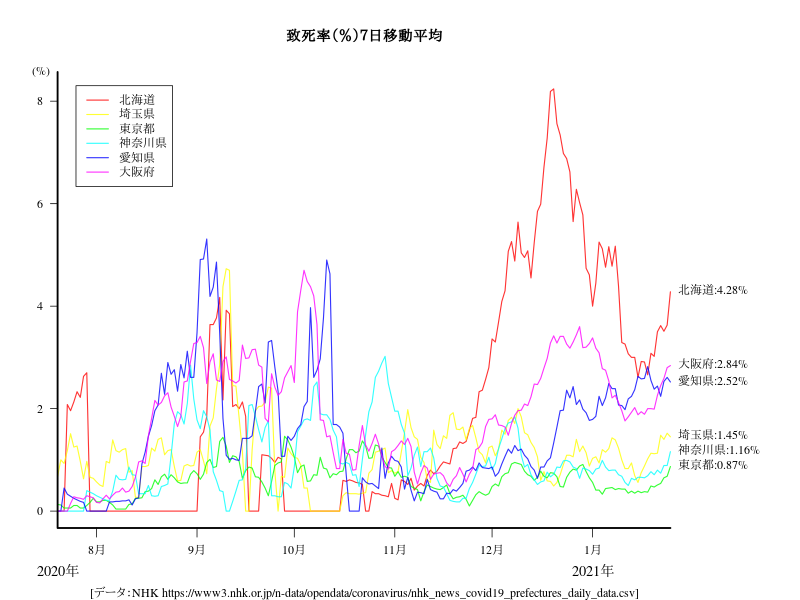 致死率(%)7日移動平均
(%)
8
6
4
2
0
北海道
埼玉県
東京都
神奈川県
愛知県
大阪府
北海道:4.28%
大阪府:2.84%
愛知県:2.52%
埼玉県:1.45%
神奈川県:1.16%
東京都:0.87%
8月 9月 10月 11月 12月 1月
2020年 2021年
[データ:NHK https://www3.nhk.or.jp/n-data/opendata/coronavirus/nhk_news_covid19_prefectures_daily_data.csv]